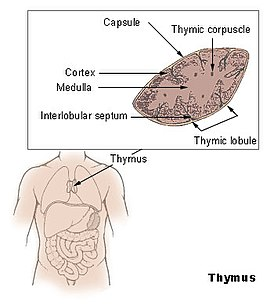 Capsule
Thymic corpuscle
Cortex
Medulla
Interlobular septum
Thymic lobule
Thymus
Thymus